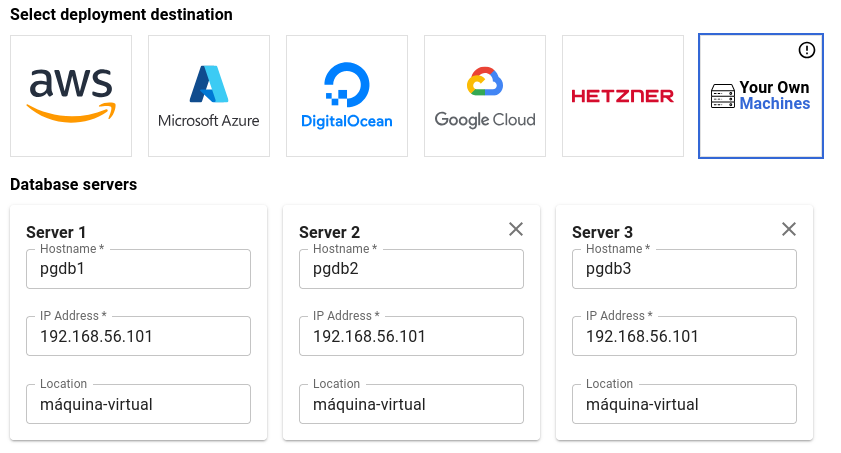 Select deployment destination
aws
Microsoft Azure
DigitalOcean
Google Cloud
HETZNER
Your Own
Machines
Database servers
Server 1
Hostname *
pgdb1
IP Address *
192.168.56.101
Location
máquina-virtual
Server 2
Hostname *
pgdb2
IP Address *
192.168.56.101
Location
máquina-virtual
Server 3
Hostname *
pgdb3
IP Address *
192.168.56.101
Location
máquina-virtual